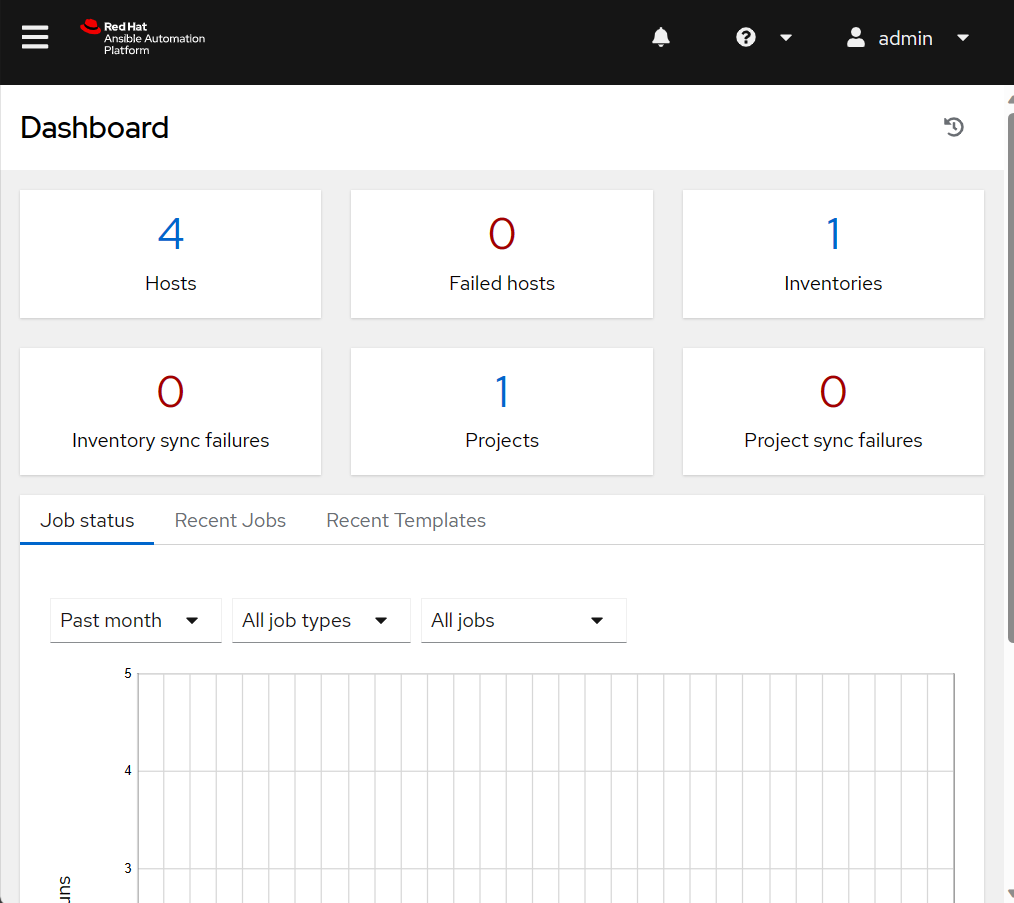 Red Hat
Ansible Automation
Platform
admin
Dashboard
4
Hosts
0
Failed hosts
1
Inventories
0
Inventory sync failures
1
Projects
0
Project sync failures
Job status
Recent Jobs
Recent Templates
Past month
All job types
All jobs
5
4
3